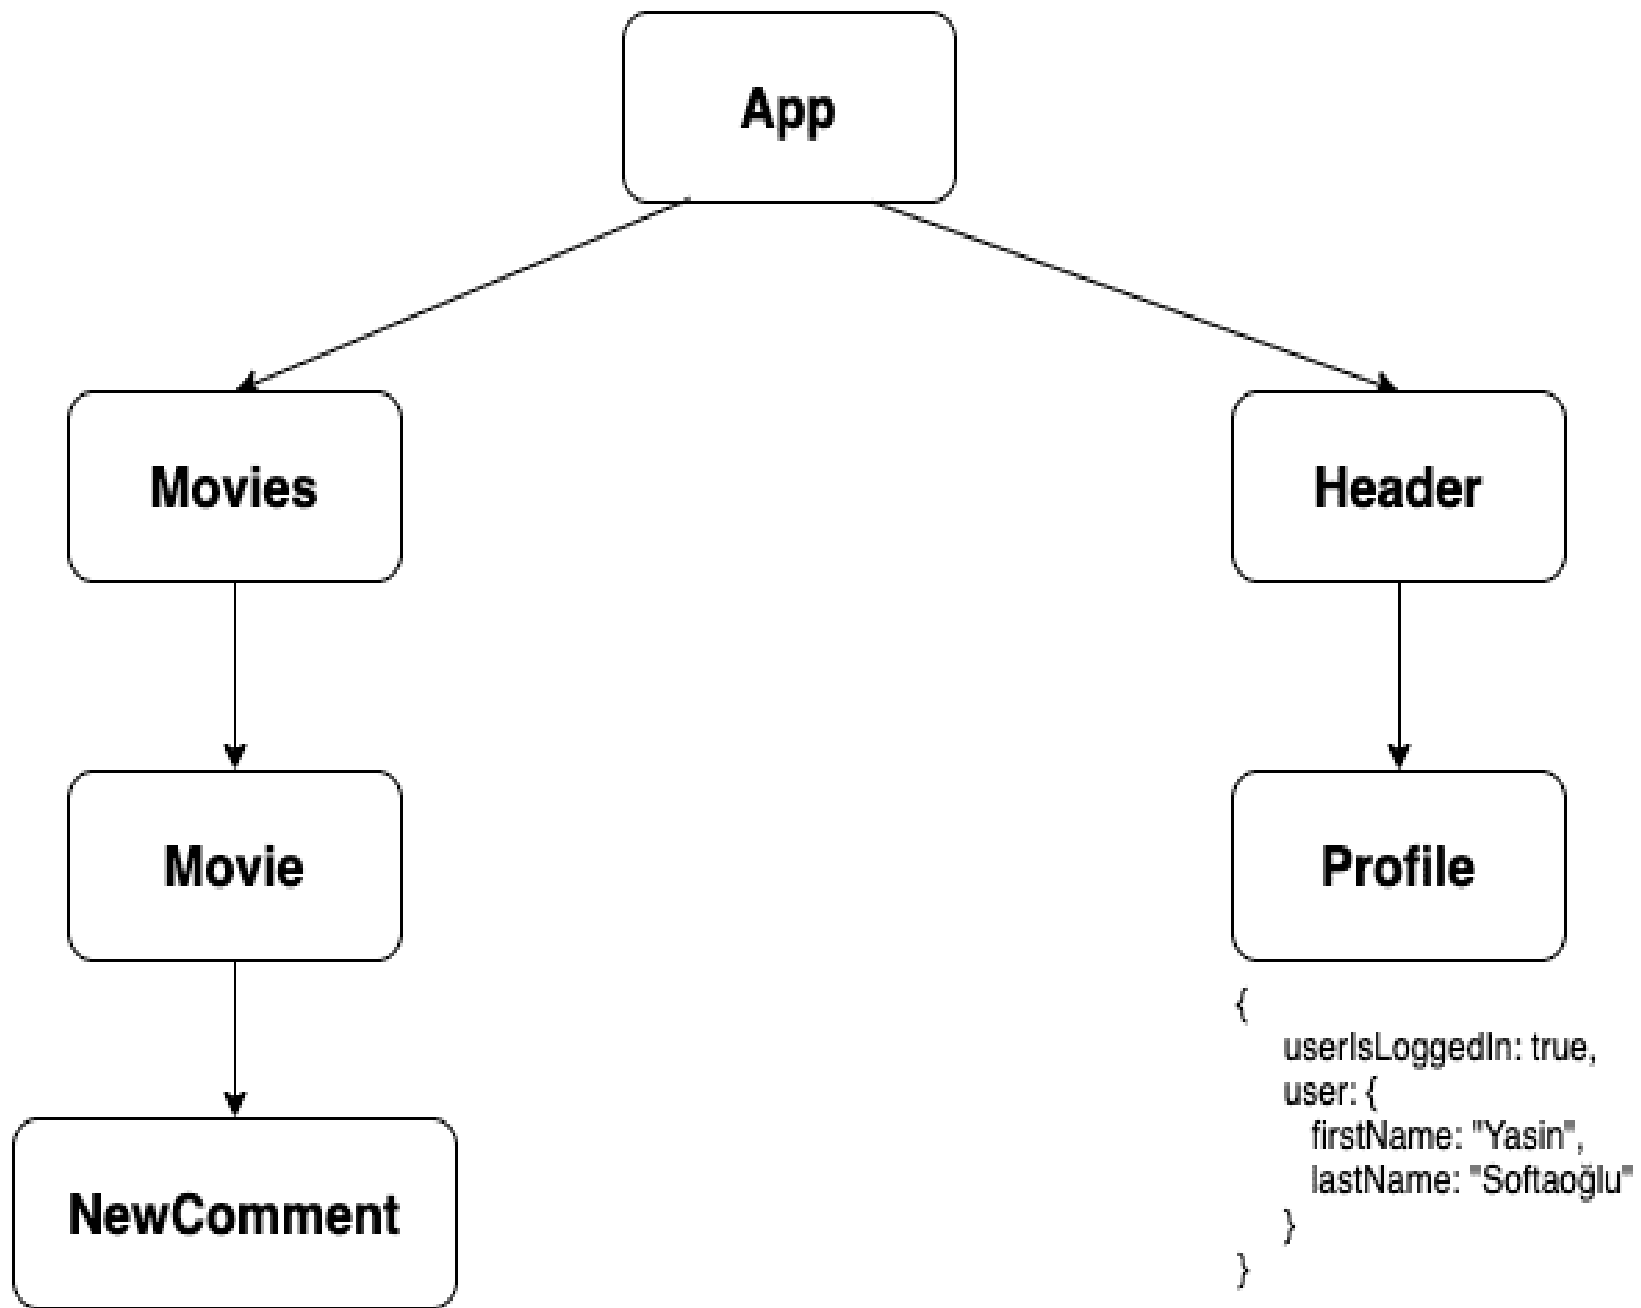 App
Movies
Header
Movie
Profile
NewComment
{
userIsLoggedIn: true,
user: {
firstName: "Yasin",
lastName: "Softaoğlu"
}
}